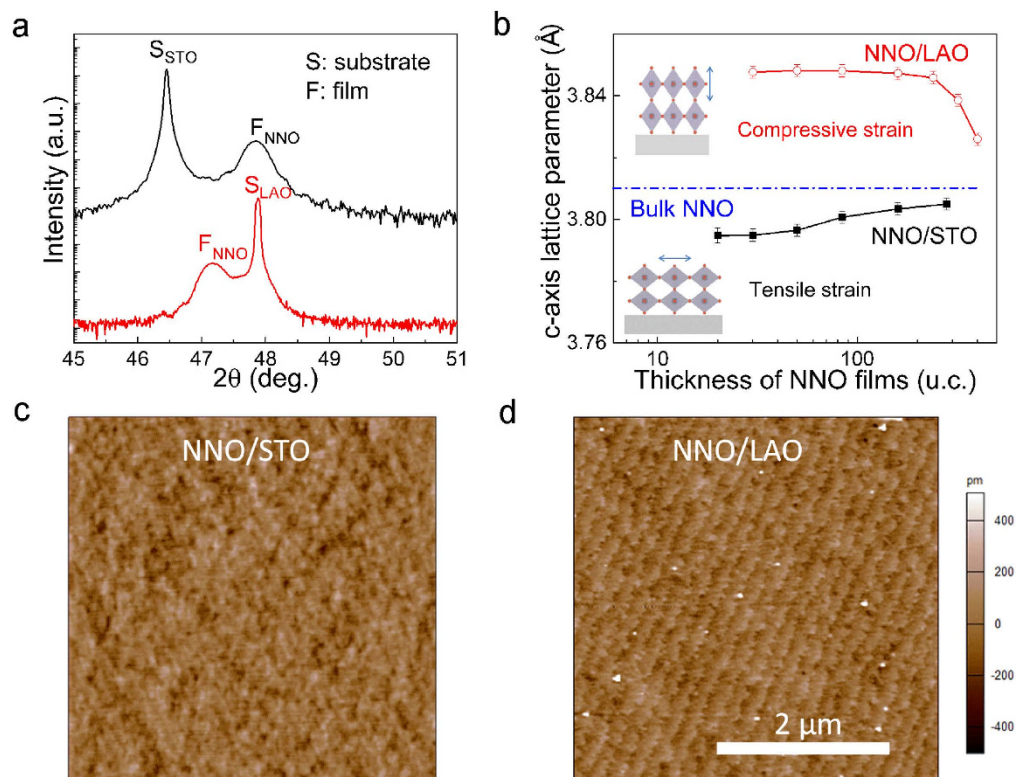 a
S_STO
S: substrate
F: film
F_NNO
S_LAO
F_NNO
Intensity (a.u.)
45 46 47 48 49 50 51
2θ (deg.)
b
NNO/LAO
3.84
Compressive strain
Bulk NNO
3.80
NNO/STO
Tensile strain
3.76
c-axis lattice parameter (Å)
10 100
Thickness of NNO films (u.c.)
c
NNO/STO
d
NNO/LAO
2 μm
pm
400
200
0
-200
-400